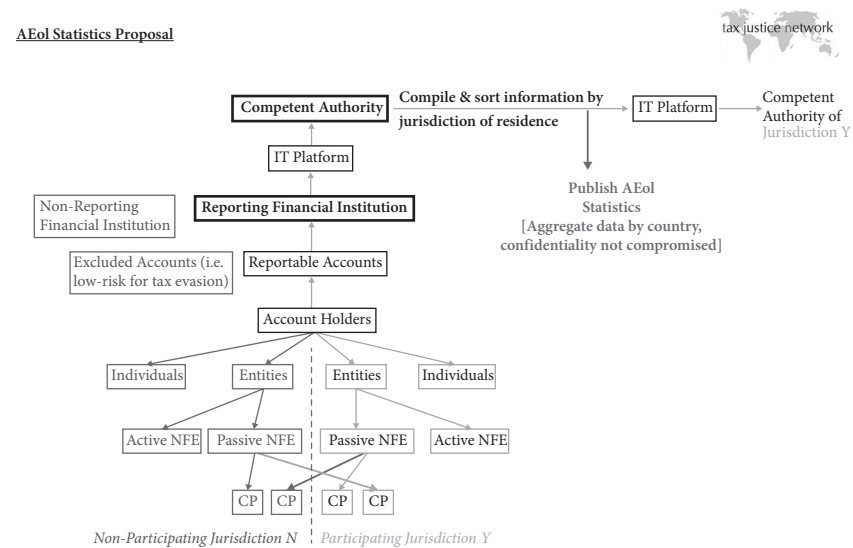 AEol Statistics Proposal
tax justice network
Competent Authority
Compile & sort information by
jurisdiction of residence
IT Platform
Competent
Authority of
Jurisdiction Y
IT Platform
Publish AEol
Statistics
[Aggregate data by country,
confidentiality not compromised]
Non-Reporting
Financial Institution
Reporting Financial Institution
Excluded Accounts (i.e.
low-risk for tax evasion)
Reportable Accounts
Account Holders
Individuals
Entities
Entities
Individuals
Active NFE
Passive NFE
Passive NFE
Active NFE
CP
CP
CP
CP
Non-Participating Jurisdiction N
Participating Jurisdiction Y